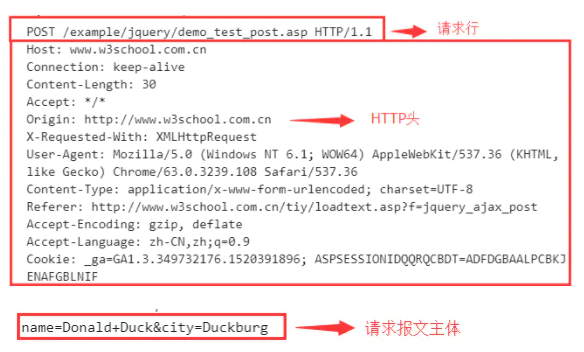 POST /example/jquery/demo_test_post.asp HTTP/1.1 请求行
Host: www.w3school.com.cn
Connection: keep-alive
Content-Length: 30
Accept: */*
Origin: http://www.w3school.com.cn HTTP头
X-Requested-With: XMLHttpRequest
User-Agent: Mozilla/5.0 (Windows NT 6.1; WOW64) AppleWebKit/537.36 (KHTML,
like Gecko) Chrome/63.0.3239.108 Safari/537.36
Content-Type: application/x-www-form-urlencoded; charset=UTF-8
Referer: http://www.w3school.com.cn/tiy/loadtext.asp?f=jquery_ajax_post
Accept-Encoding: gzip, deflate
Accept-Language: zh-CN,zh;q=0.9
Cookie: _ga=GA1.3.349732176.1520391896; ASPSESSIONIDQQRQCBDT=ADFDGBAALPCBKJ
ENAFGBLNIF
name=Donald+Duck&city=Duckburg 请求报文主体